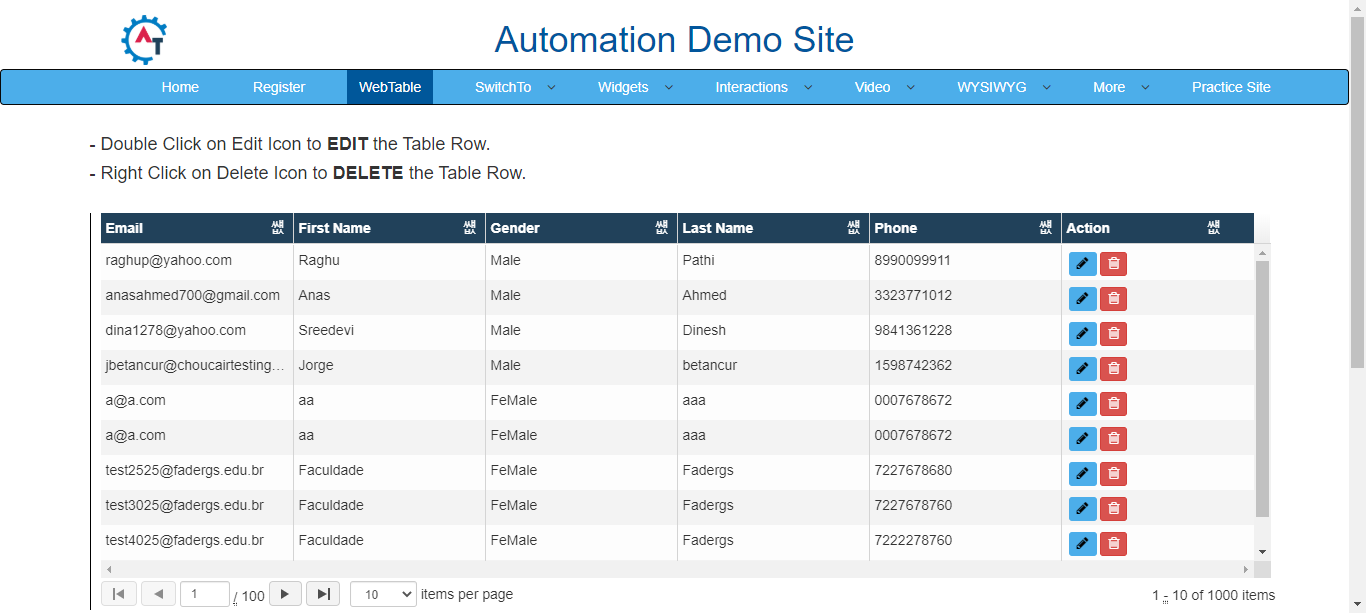 AT
Automation Demo Site
Home Register WebTable SwitchTo Widgets Interactions Video WYSIWYG More Practice Site
- Double Click on Edit Icon to EDIT the Table Row.
- Right Click on Delete Icon to DELETE the Table Row.
Email First Name Gender Last Name Phone Action
raghup@yahoo.com Raghu Male Pathi 8990099911
anasahmed700@gmail.com Anas Male Ahmed 3323771012
dina1278@yahoo.com Sreedevi Male Dinesh 9841361228
jbetancur@choucairtesting... Jorge Male betancur 1598742362
a@a.com aa FeMale aaa 0007678672
a@a.com aa FeMale aaa 0007678672
test2525@fadergs.edu.br Faculdade FeMale Fadergs 7227678680
test3025@fadergs.edu.br Faculdade FeMale Fadergs 7227678760
test4025@fadergs.edu.br Faculdade FeMale Fadergs 7222278760
1 / 100 10 items per page 1 - 10 of 1000 items